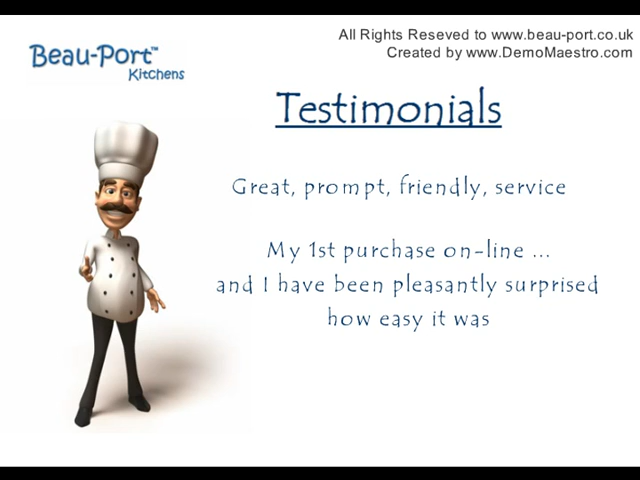 All Rights Reseved to www.beau-port.co.uk
Created by www.DemoMaestro.com
Beau-Port™
Kitchens
Testimonials
Great, prompt, friendly, service
My 1st purchase on-line ...
and I have been pleasantly surprised
how easy it was